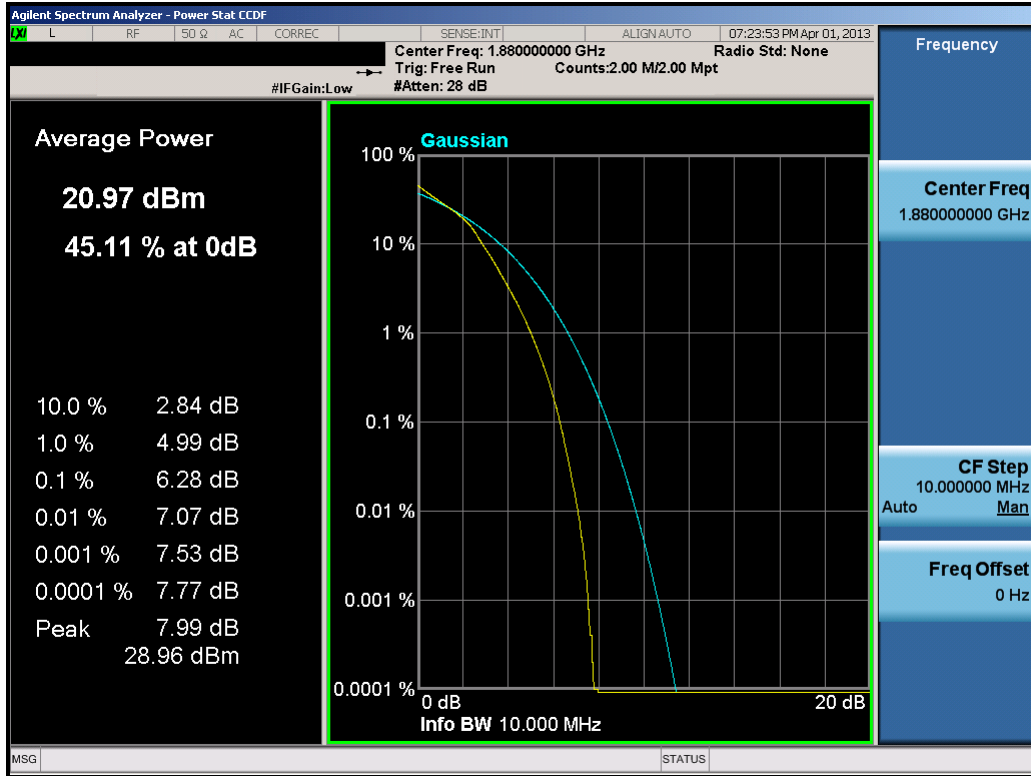 Agilent Spectrum Analyzer - Power Stat CCDF
LXI L RF 50 Ω AC CORREC SENSE:INT ALIGN AUTO 07:23:53 PM Apr 01, 2013
Center Freq: 1.880000000 GHz Radio Std: None
Trig: Free Run Counts:2.00 M/2.00 Mpt
#IFGain:Low #Atten: 28 dB
Average Power
20.97 dBm
45.11 % at 0dB
10.0 % 2.84 dB
1.0 % 4.99 dB
0.1 % 6.28 dB
0.01 % 7.07 dB
0.001 % 7.53 dB
0.0001 % 7.77 dB
Peak 7.99 dB
28.96 dBm
Gaussian
100 %
10 %
1 %
0.1 %
0.01 %
0.001 %
0.0001 %
0 dB 20 dB
Info BW 10.000 MHz
Frequency
Center Freq
1.880000000 GHz
CF Step
10.000000 MHz
Auto Man
Freq Offset
0 Hz
MSG STATUS